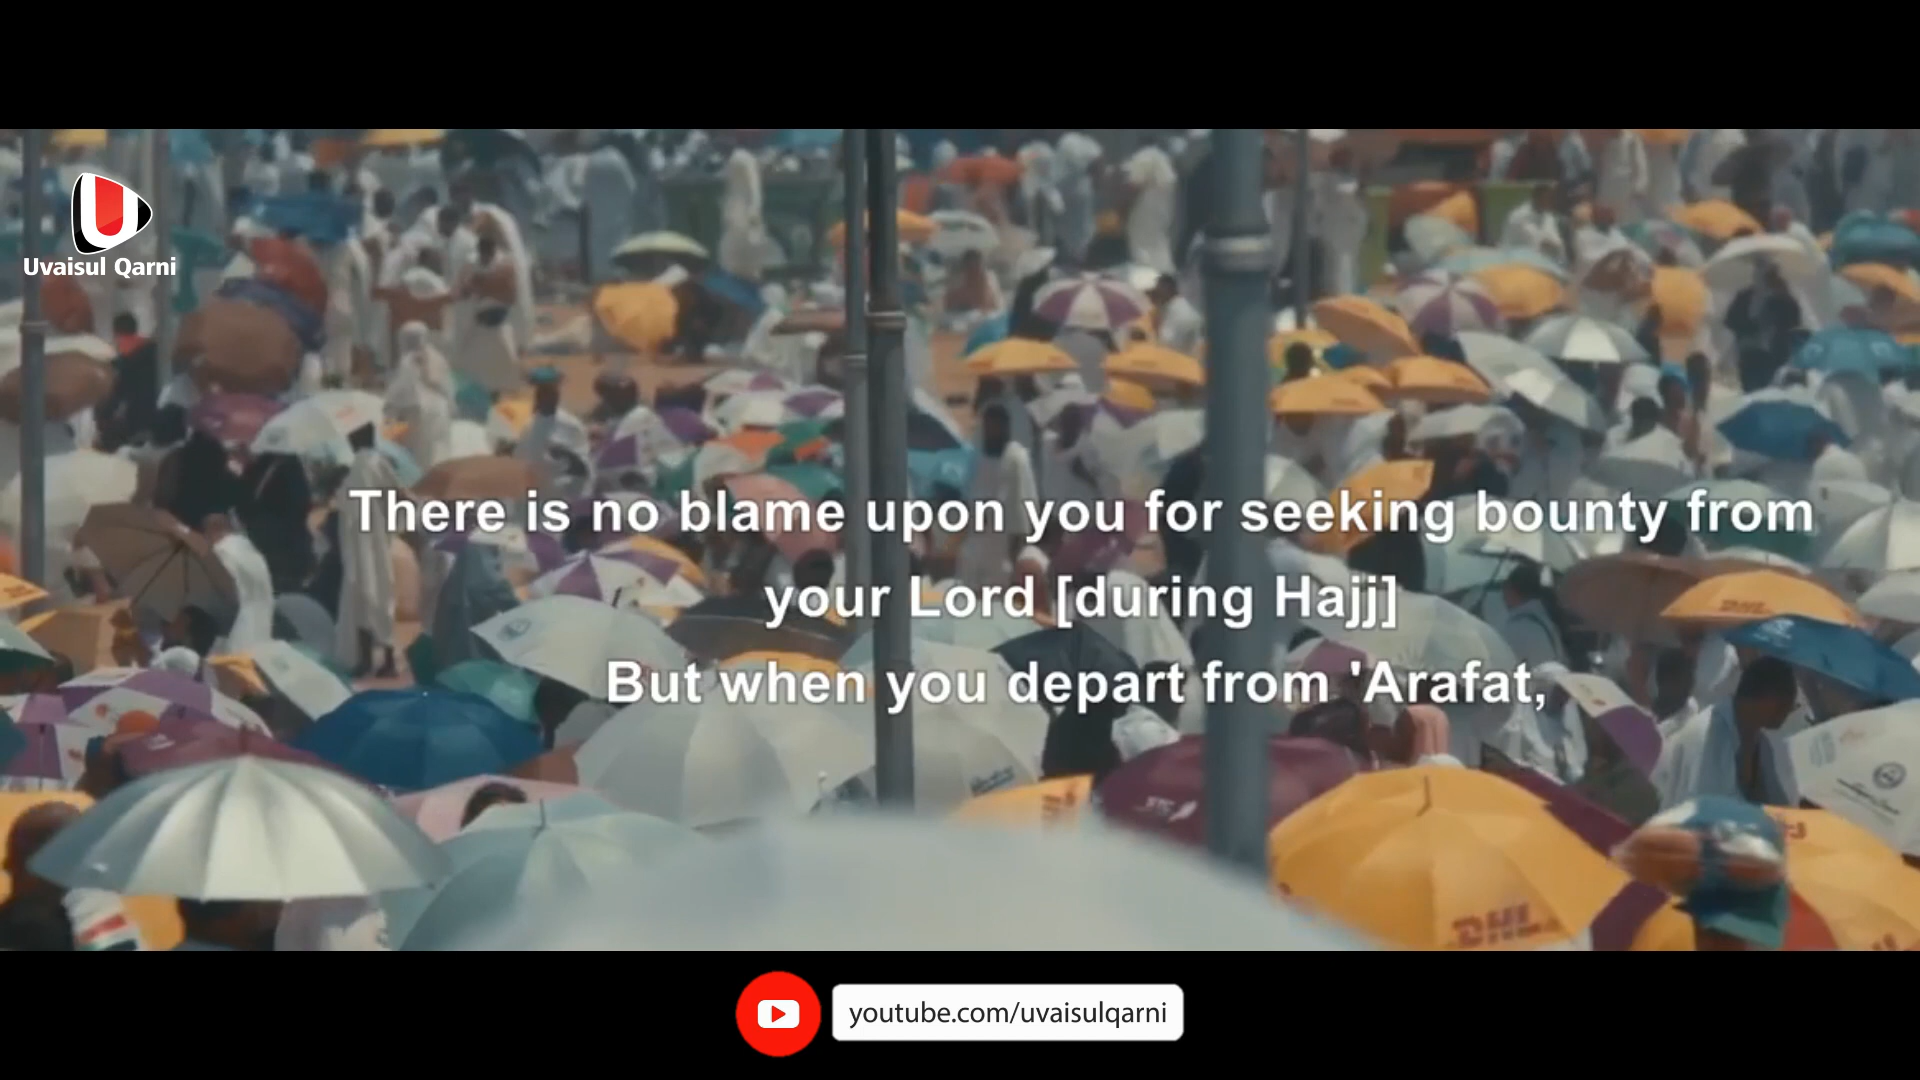 Uvaisul Qarni
There is no blame upon you for seeking bounty from
your Lord [during Hajj]
But when you depart from 'Arafat,
DHL
youtube.com/uvaisulqarni